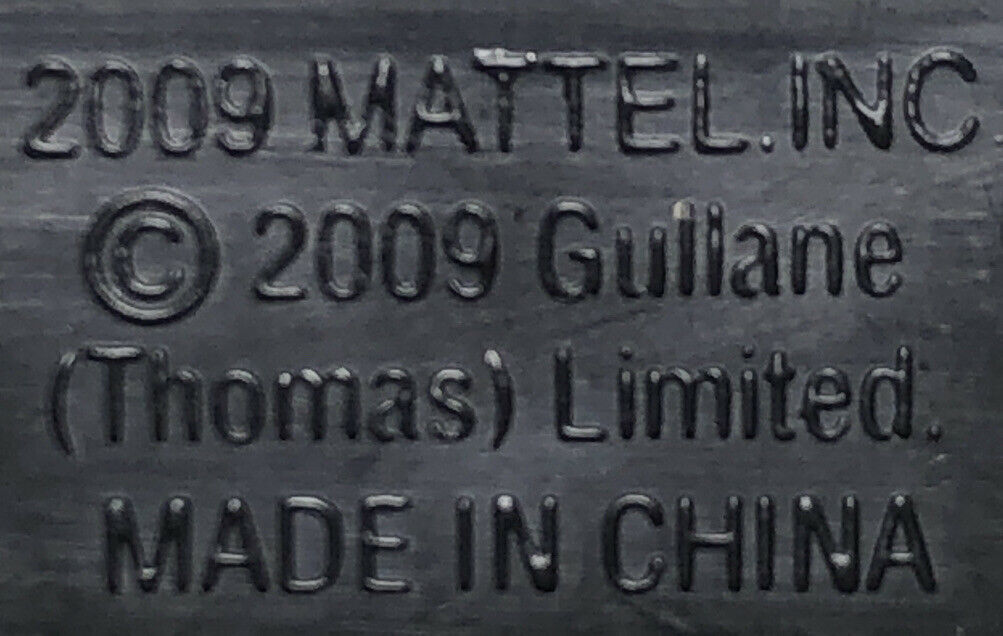 2009 MATTEL.INC
© 2009 Gullane
(Thomas) Limited.
MADE IN CHINA